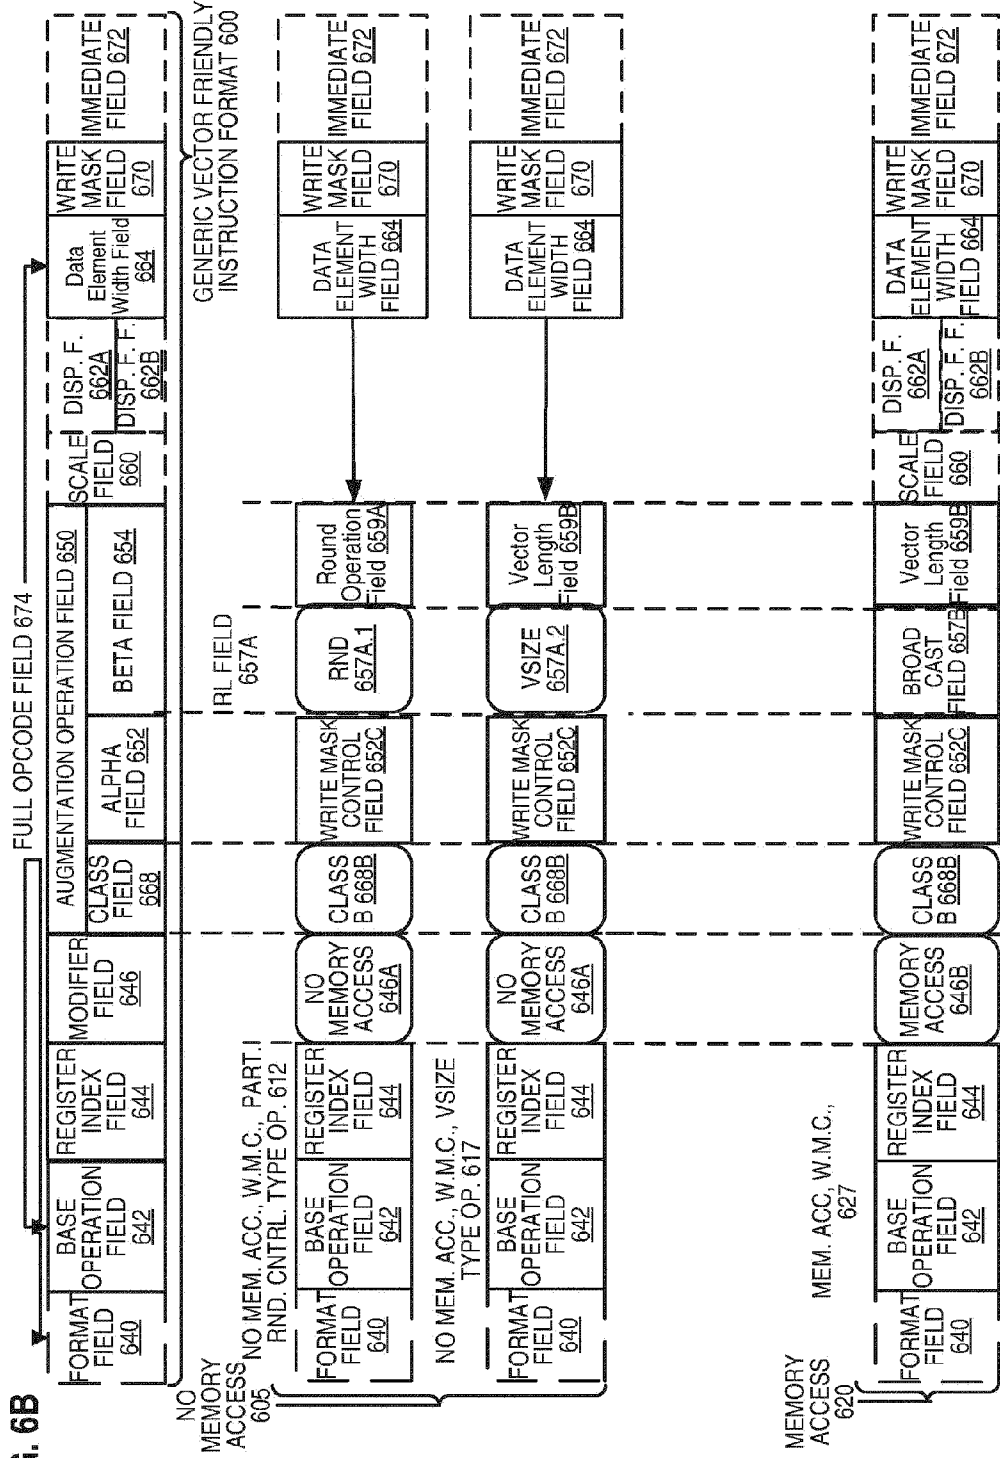 G. 6B
FULL OPCODE FIELD 674
FORMAT
FIELD
640
BASE
OPERATION
FIELD
642
REGISTER
INDEX
FIELD
644
MODIFIER
FIELD
646
AUGMENTATION OPERATION FIELD 650
CLASS
FIELD
668
ALPHA
FIELD 652
BETA FIELD 654
SCALE
FIELD
660
DISP. F.
662A
DISP. F. F.
662B
Data
Element
Width Field
664
WRITE
MASK
FIELD
670
IMMEDIATE
FIELD 672
GENERIC VECTOR FRIENDLY
INSTRUCTION FORMAT 600
NO
MEMORY
ACCESS
605
NO MEM. ACC., W.M.C., PART.
RND. CNTRL. TYPE OP. 612
IRL FIELD
657A
FORMAT
FIELD
640
BASE
OPERATION
FIELD
642
REGISTER
INDEX
FIELD
644
NO
MEMORY
ACCESS
646A
CLASS
B 668B
WRITE MASK
CONTROL
FIELD 652C
RND
657A.1
Round
Operation
Field 659A
DATA
ELEMENT
WIDTH
FIELD 664
WRITE
MASK
FIELD
670
IMMEDIATE
FIELD 672
NO MEM. ACC., W.M.C., VSIZE
TYPE OP. 617
FORMAT
FIELD
640
BASE
OPERATION
FIELD
642
REGISTER
INDEX
FIELD
644
NO
MEMORY
ACCESS
646A
CLASS
B 668B
WRITE MASK
CONTROL
FIELD 652C
VSIZE
657A.2
Vector
Length
Field 659B
DATA
ELEMENT
WIDTH
FIELD 664
WRITE
MASK
FIELD
670
IMMEDIATE
FIELD 672
MEMORY
ACCESS
620
MEM. ACC, W.M.C.,
627
FORMAT
FIELD
640
BASE
OPERATION
FIELD
642
REGISTER
INDEX
FIELD
644
MEMORY
ACCESS
646B
CLASS
B 668B
WRITE MASK
CONTROL
FIELD 652C
BROAD
CAST
FIELD 657B
Vector
Length
Field 659B
SCALE
FIELD
660
DISP. F.
662A
DISP. F. F.
662B
DATA
ELEMENT
WIDTH
FIELD 664
WRITE
MASK
FIELD
670
IMMEDIATE
FIELD 672